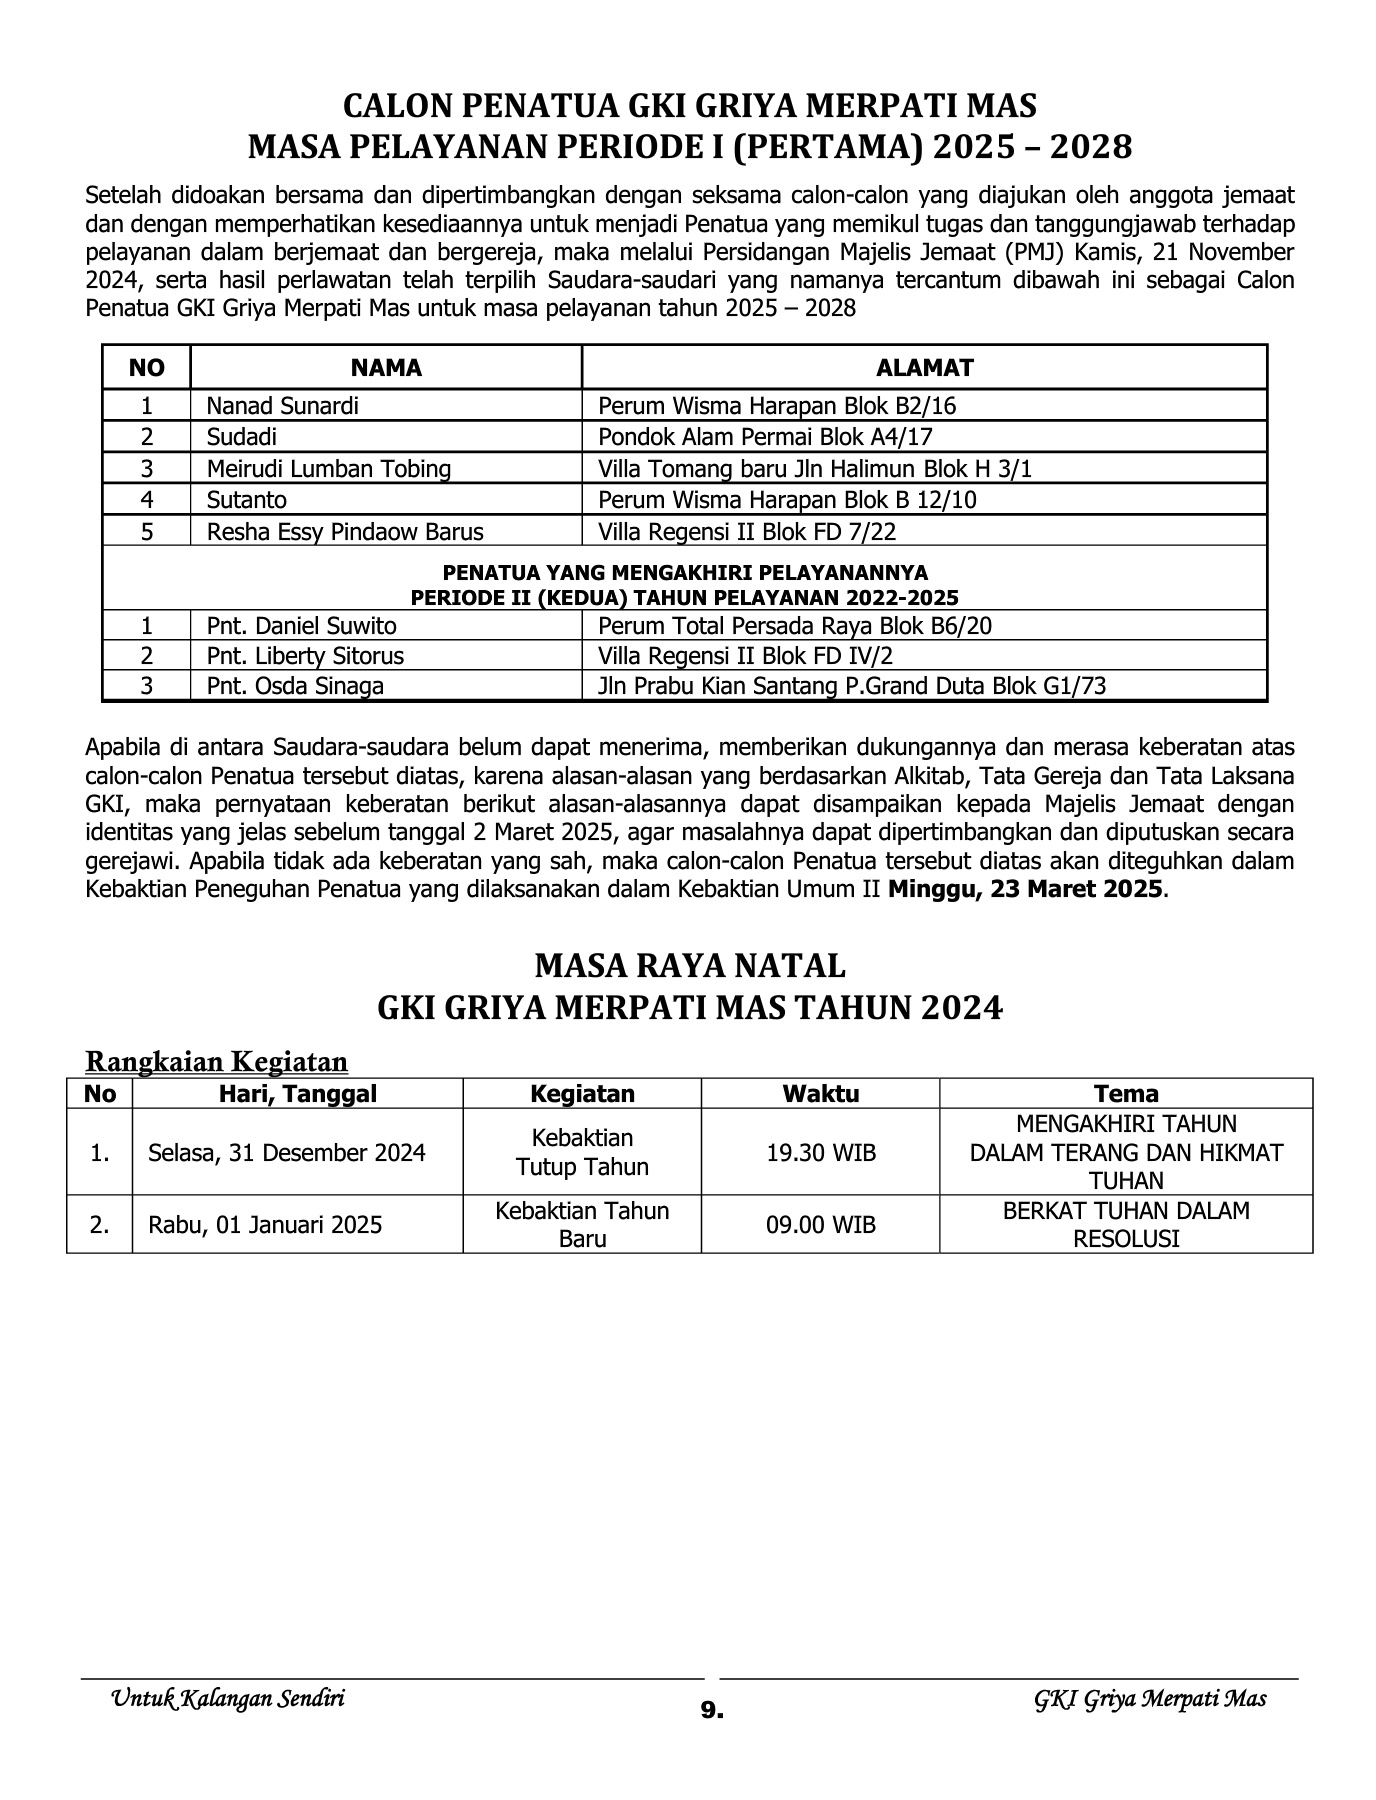 CALON PENATUA GKI GRIYA MERPATI MAS
MASA PELAYANAN PERIODE I (PERTAMA) 2025 – 2028
Setelah didoakan bersama dan dipertimbangkan dengan seksama calon-calon yang diajukan oleh anggota jemaat
dan dengan memperhatikan kesediaannya untuk menjadi Penatua yang memikul tugas dan tanggungjawab terhadap
pelayanan dalam berjemaat dan bergereja, maka melalui Persidangan Majelis Jemaat (PMJ) Kamis, 21 November
2024, serta hasil perlawatan telah terpilih Saudara-saudari yang namanya tercantum dibawah ini sebagai Calon
Penatua GKI Griya Merpati Mas untuk masa pelayanan tahun 2025 – 2028
NO NAMA ALAMAT
1 Nanad Sunardi Perum Wisma Harapan Blok B2/16
2 Sudadi Pondok Alam Permai Blok A4/17
3 Meirudi Lumban Tobing Villa Tomang baru Jln Halimun Blok H 3/1
4 Sutanto Perum Wisma Harapan Blok B 12/10
5 Resha Essy Pindaow Barus Villa Regensi II Blok FD 7/22
PENATUA YANG MENGAKHIRI PELAYANANNYA
PERIODE II (KEDUA) TAHUN PELAYANAN 2022-2025
1 Pnt. Daniel Suwito Perum Total Persada Raya Blok B6/20
2 Pnt. Liberty Sitorus Villa Regensi II Blok FD IV/2
3 Pnt. Osda Sinaga Jln Prabu Kian Santang P.Grand Duta Blok G1/73
Apabila di antara Saudara-saudara belum dapat menerima, memberikan dukungannya dan merasa keberatan atas
calon-calon Penatua tersebut diatas, karena alasan-alasan yang berdasarkan Alkitab, Tata Gereja dan Tata Laksana
GKI, maka pernyataan keberatan berikut alasan-alasannya dapat disampaikan kepada Majelis Jemaat dengan
identitas yang jelas sebelum tanggal 2 Maret 2025, agar masalahnya dapat dipertimbangkan dan diputuskan secara
gerejawi. Apabila tidak ada keberatan yang sah, maka calon-calon Penatua tersebut diatas akan diteguhkan dalam
Kebaktian Peneguhan Penatua yang dilaksanakan dalam Kebaktian Umum II Minggu, 23 Maret 2025.
MASA RAYA NATAL
GKI GRIYA MERPATI MAS TAHUN 2024
Rangkaian Kegiatan
No Hari, Tanggal Kegiatan Waktu Tema
1. Selasa, 31 Desember 2024 Kebaktian
Tutup Tahun 19.30 WIB MENGAKHIRI TAHUN
DALAM TERANG DAN HIKMAT
TUHAN
2. Rabu, 01 Januari 2025 Kebaktian Tahun
Baru 09.00 WIB BERKAT TUHAN DALAM
RESOLUSI
Untuk Kalangan Sendiri 9. GKI Griya Merpati Mas